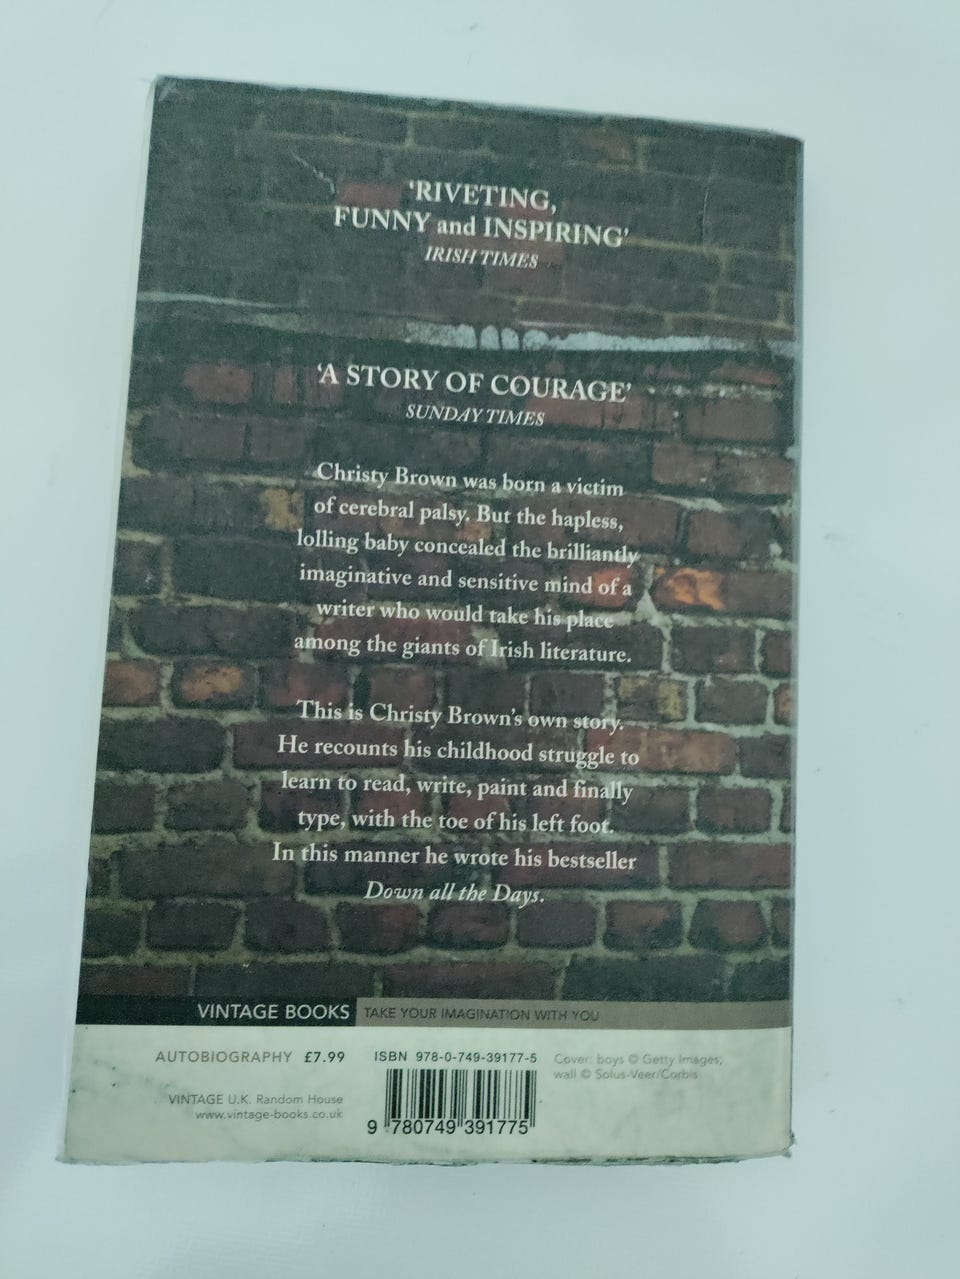 ‘RIVETING,
FUNNY and INSPIRING’
IRISH TIMES
‘A STORY OF COURAGE’
SUNDAY TIMES
Christy Brown was born a victim
of cerebral palsy. But the hapless,
lolling baby concealed the brilliantly
imaginative and sensitive mind of a
writer who would take his place
among the giants of Irish literature.
This is Christy Brown’s own story.
He recounts his childhood struggle to
learn to read, write, paint and finally
type, with the toe of his left foot.
In this manner he wrote his bestseller
Down all the Days.
VINTAGE BOOKS TAKE YOUR IMAGINATION WITH YOU
AUTOBIOGRAPHY £7.99
VINTAGE U.K. Random House
www.vintage-books.co.uk
ISBN 978-0-749-39177-5
9 780749 391775
Cover: boys © Getty Images;
wall © Solus-Veer/Corbis